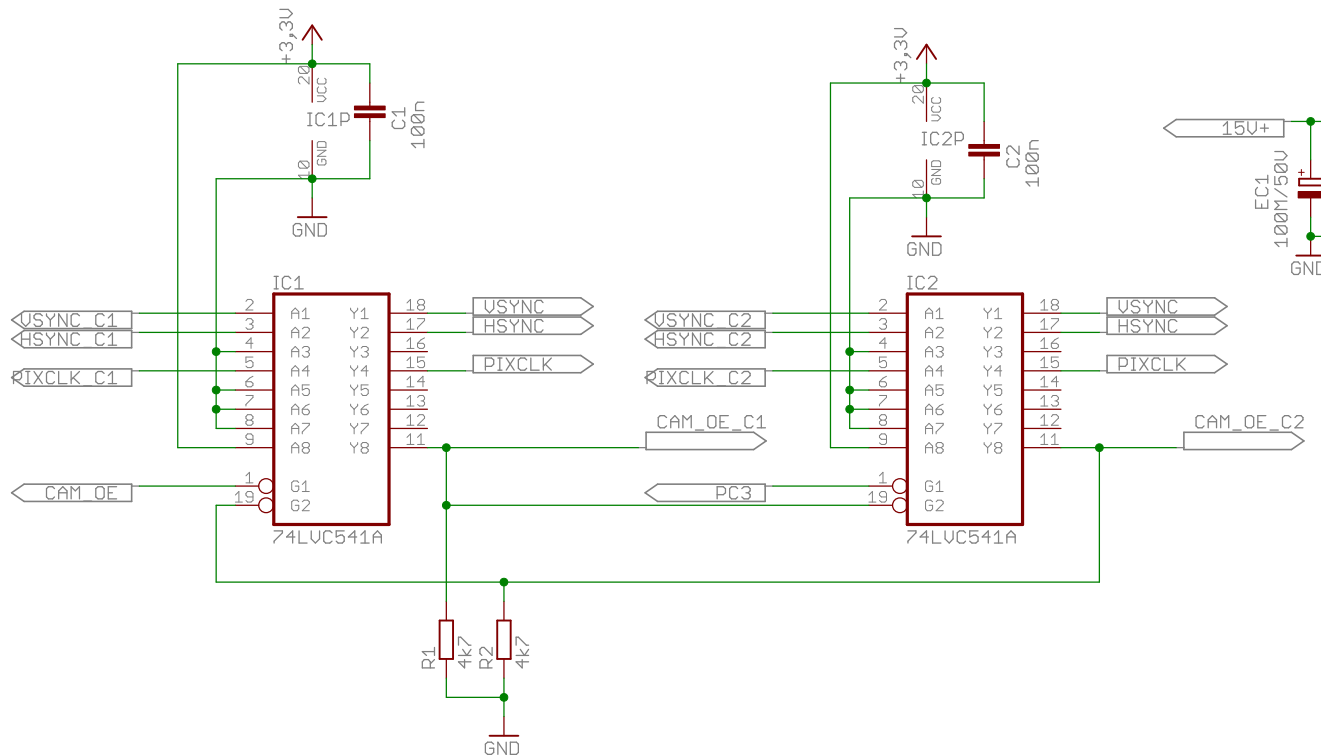 +3,3V
20
VCC
IC1P
C1
100n
GND
10
GND
+3,3V
20
VCC
IC2P
C2
100n
GND
10
GND
15V+
+
EC1
100M/50V
GND
IC1
VSYNC_C1
2
A1
Y1
18
VSYNC
HSYNC_C1
3
A2
Y2
17
HSYNC
4
A3
Y3
16
PIXCLK_C1
5
A4
Y4
15
PIXCLK
6
A5
Y5
14
7
A6
Y6
13
8
A7
Y7
12
9
A8
Y8
11
CAM_OE_C1
CAM_OE
1
G1
19
G2
74LVC541A
IC2
VSYNC_C2
2
A1
Y1
18
VSYNC
HSYNC_C2
3
A2
Y2
17
HSYNC
4
A3
Y3
16
PIXCLK_C2
5
A4
Y4
15
PIXCLK
6
A5
Y5
14
7
A6
Y6
13
8
A7
Y7
12
9
A8
Y8
11
CAM_OE_C2
PC3
1
G1
19
G2
74LVC541A
R1
4k7
R2
4k7
GND